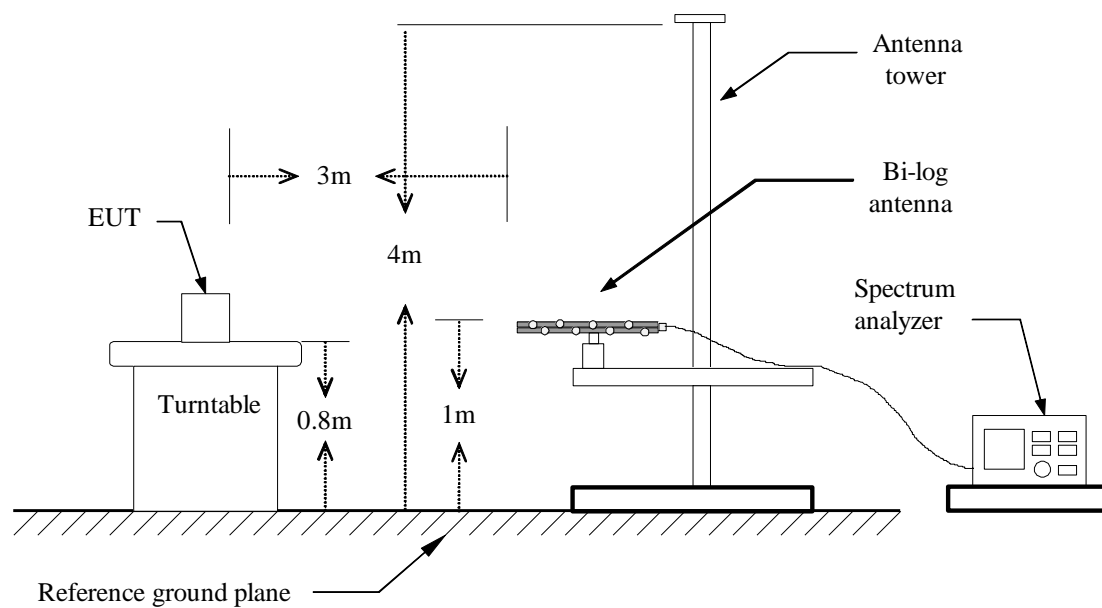 Antenna
tower
3m
Bi-log
antenna
EUT
4m
Spectrum
analyzer
Turntable
0.8m
1m
Reference ground plane